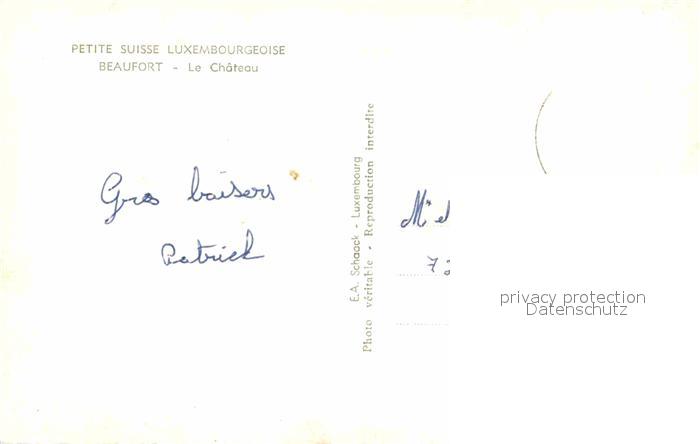 PETITE SUISSE LUXEMBOURGEOISE
BEAUFORT - Le Château
Gros baisers
Patrick
E.A. Schaack - Luxembourg
Photo véritable - Reproduction interdite
privacy protection
Datenschutz